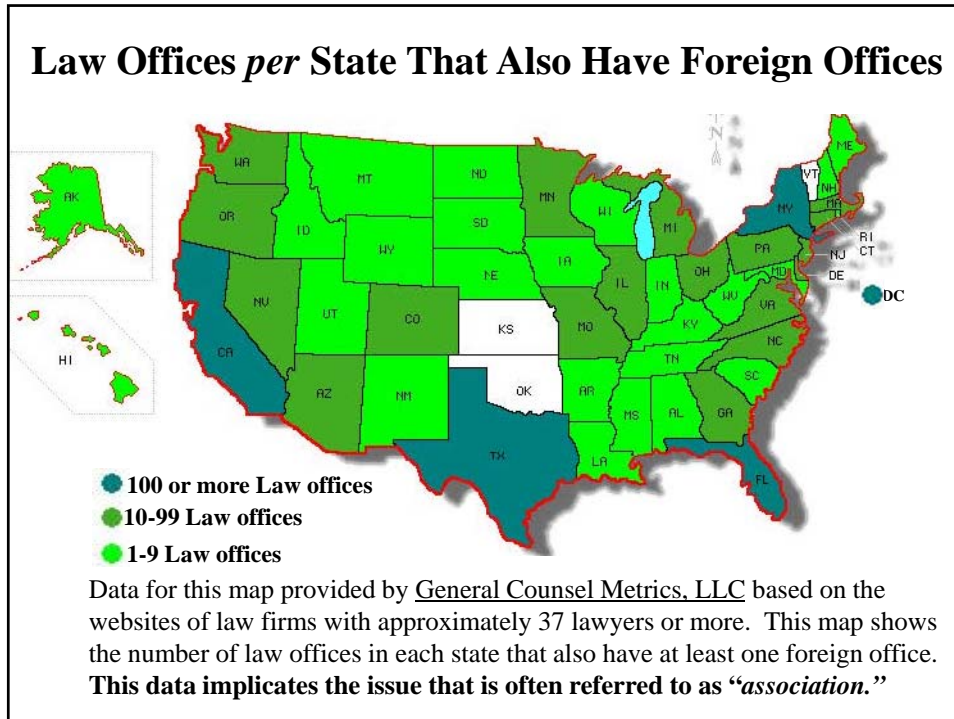 Law Offices per State That Also Have Foreign Offices
N
WA
MT
ND
MN
ME
VT
NH
AK
OR
ID
SD
WI
MI
NY
MA
WY
RI
CT
IA
PA
NJ
NE
OH
MD
DE
NV
IL
IN
DC
UT
CO
WV
VA
KS
MO
KY
HI
CA
NC
TN
AZ
NM
OK
AR
SC
MS
AL
GA
TX
LA
FL
100 or more Law offices
10-99 Law offices
1-9 Law offices
Data for this map provided by General Counsel Metrics, LLC based on the
websites of law firms with approximately 37 lawyers or more. This map shows
the number of law offices in each state that also have at least one foreign office.
This data implicates the issue that is often referred to as “association.”